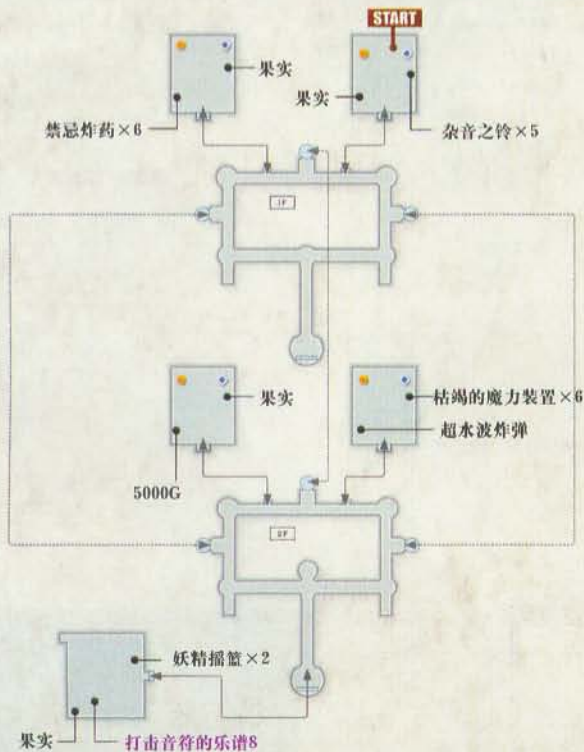 START
果实
果实
禁忌炸药×6
杂音之铃×5
1F
果实
枯竭的魔力装置×6
超水波炸弹
5000G
2F
妖精摇篮×2
果实
打击音符的乐谱8